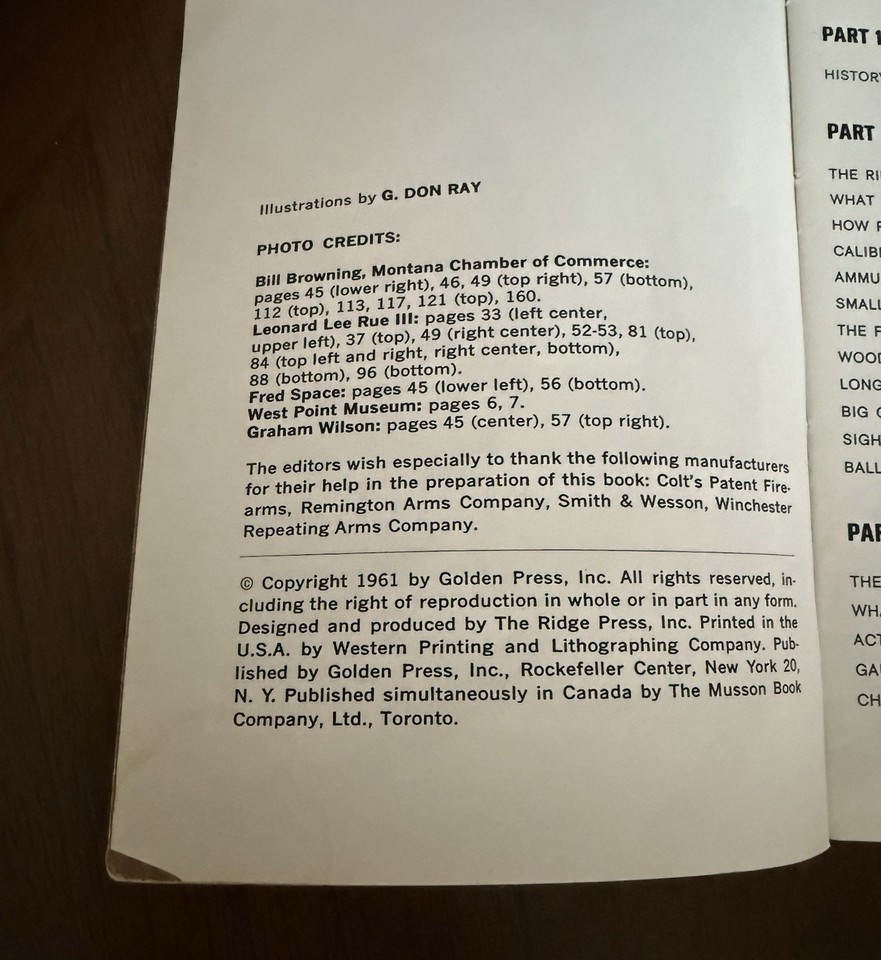 Illustrations by G. DON RAY
PHOTO CREDITS:
Bill Browning, Montana Chamber of Commerce:
pages 45 (lower right), 46, 49 (top right), 57 (bottom),
112 (top), 113, 117, 121 (top), 160.
Leonard Lee Rue III: pages 33 (left center,
upper left), 37 (top), 49 (right center), 52-53, 81 (top),
84 (top left and right, right center, bottom),
88 (bottom), 96 (bottom).
Fred Space: pages 45 (lower left), 56 (bottom).
West Point Museum: pages 6, 7.
Graham Wilson: pages 45 (center), 57 (top right).
The editors wish especially to thank the following manufacturers
for their help in the preparation of this book: Colt's Patent Fire-
arms, Remington Arms Company, Smith & Wesson, Winchester
Repeating Arms Company.
© Copyright 1961 by Golden Press, Inc. All rights reserved, in-
cluding the right of reproduction in whole or in part in any form.
Designed and produced by The Ridge Press, Inc. Printed in the
U.S.A. by Western Printing and Lithographing Company. Pub-
lished by Golden Press, Inc., Rockefeller Center, New York 20,
N. Y. Published simultaneously in Canada by The Musson Book
Company, Ltd., Toronto.
PART 1
HISTOR
PART
THE RI
WHAT
HOW
CALIB
AMMU
SMALL
THE
WOOD
LONG
BIG
SIGH
BALL
PAR
THE
WHA
ACT
GA
CH